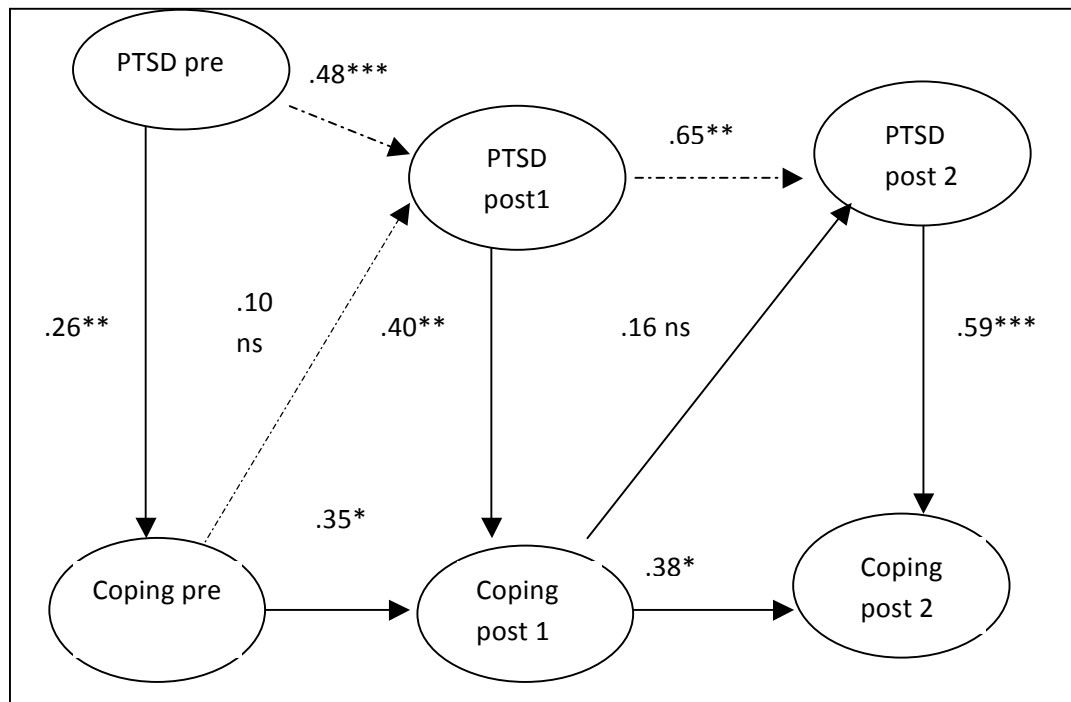 PTSD pre
.48***
PTSD
post1
.65**
PTSD
post 2
.26**
.10
ns
.40**
.16 ns
.59***
.35*
.38*
Coping pre
Coping
post 1
Coping
post 2